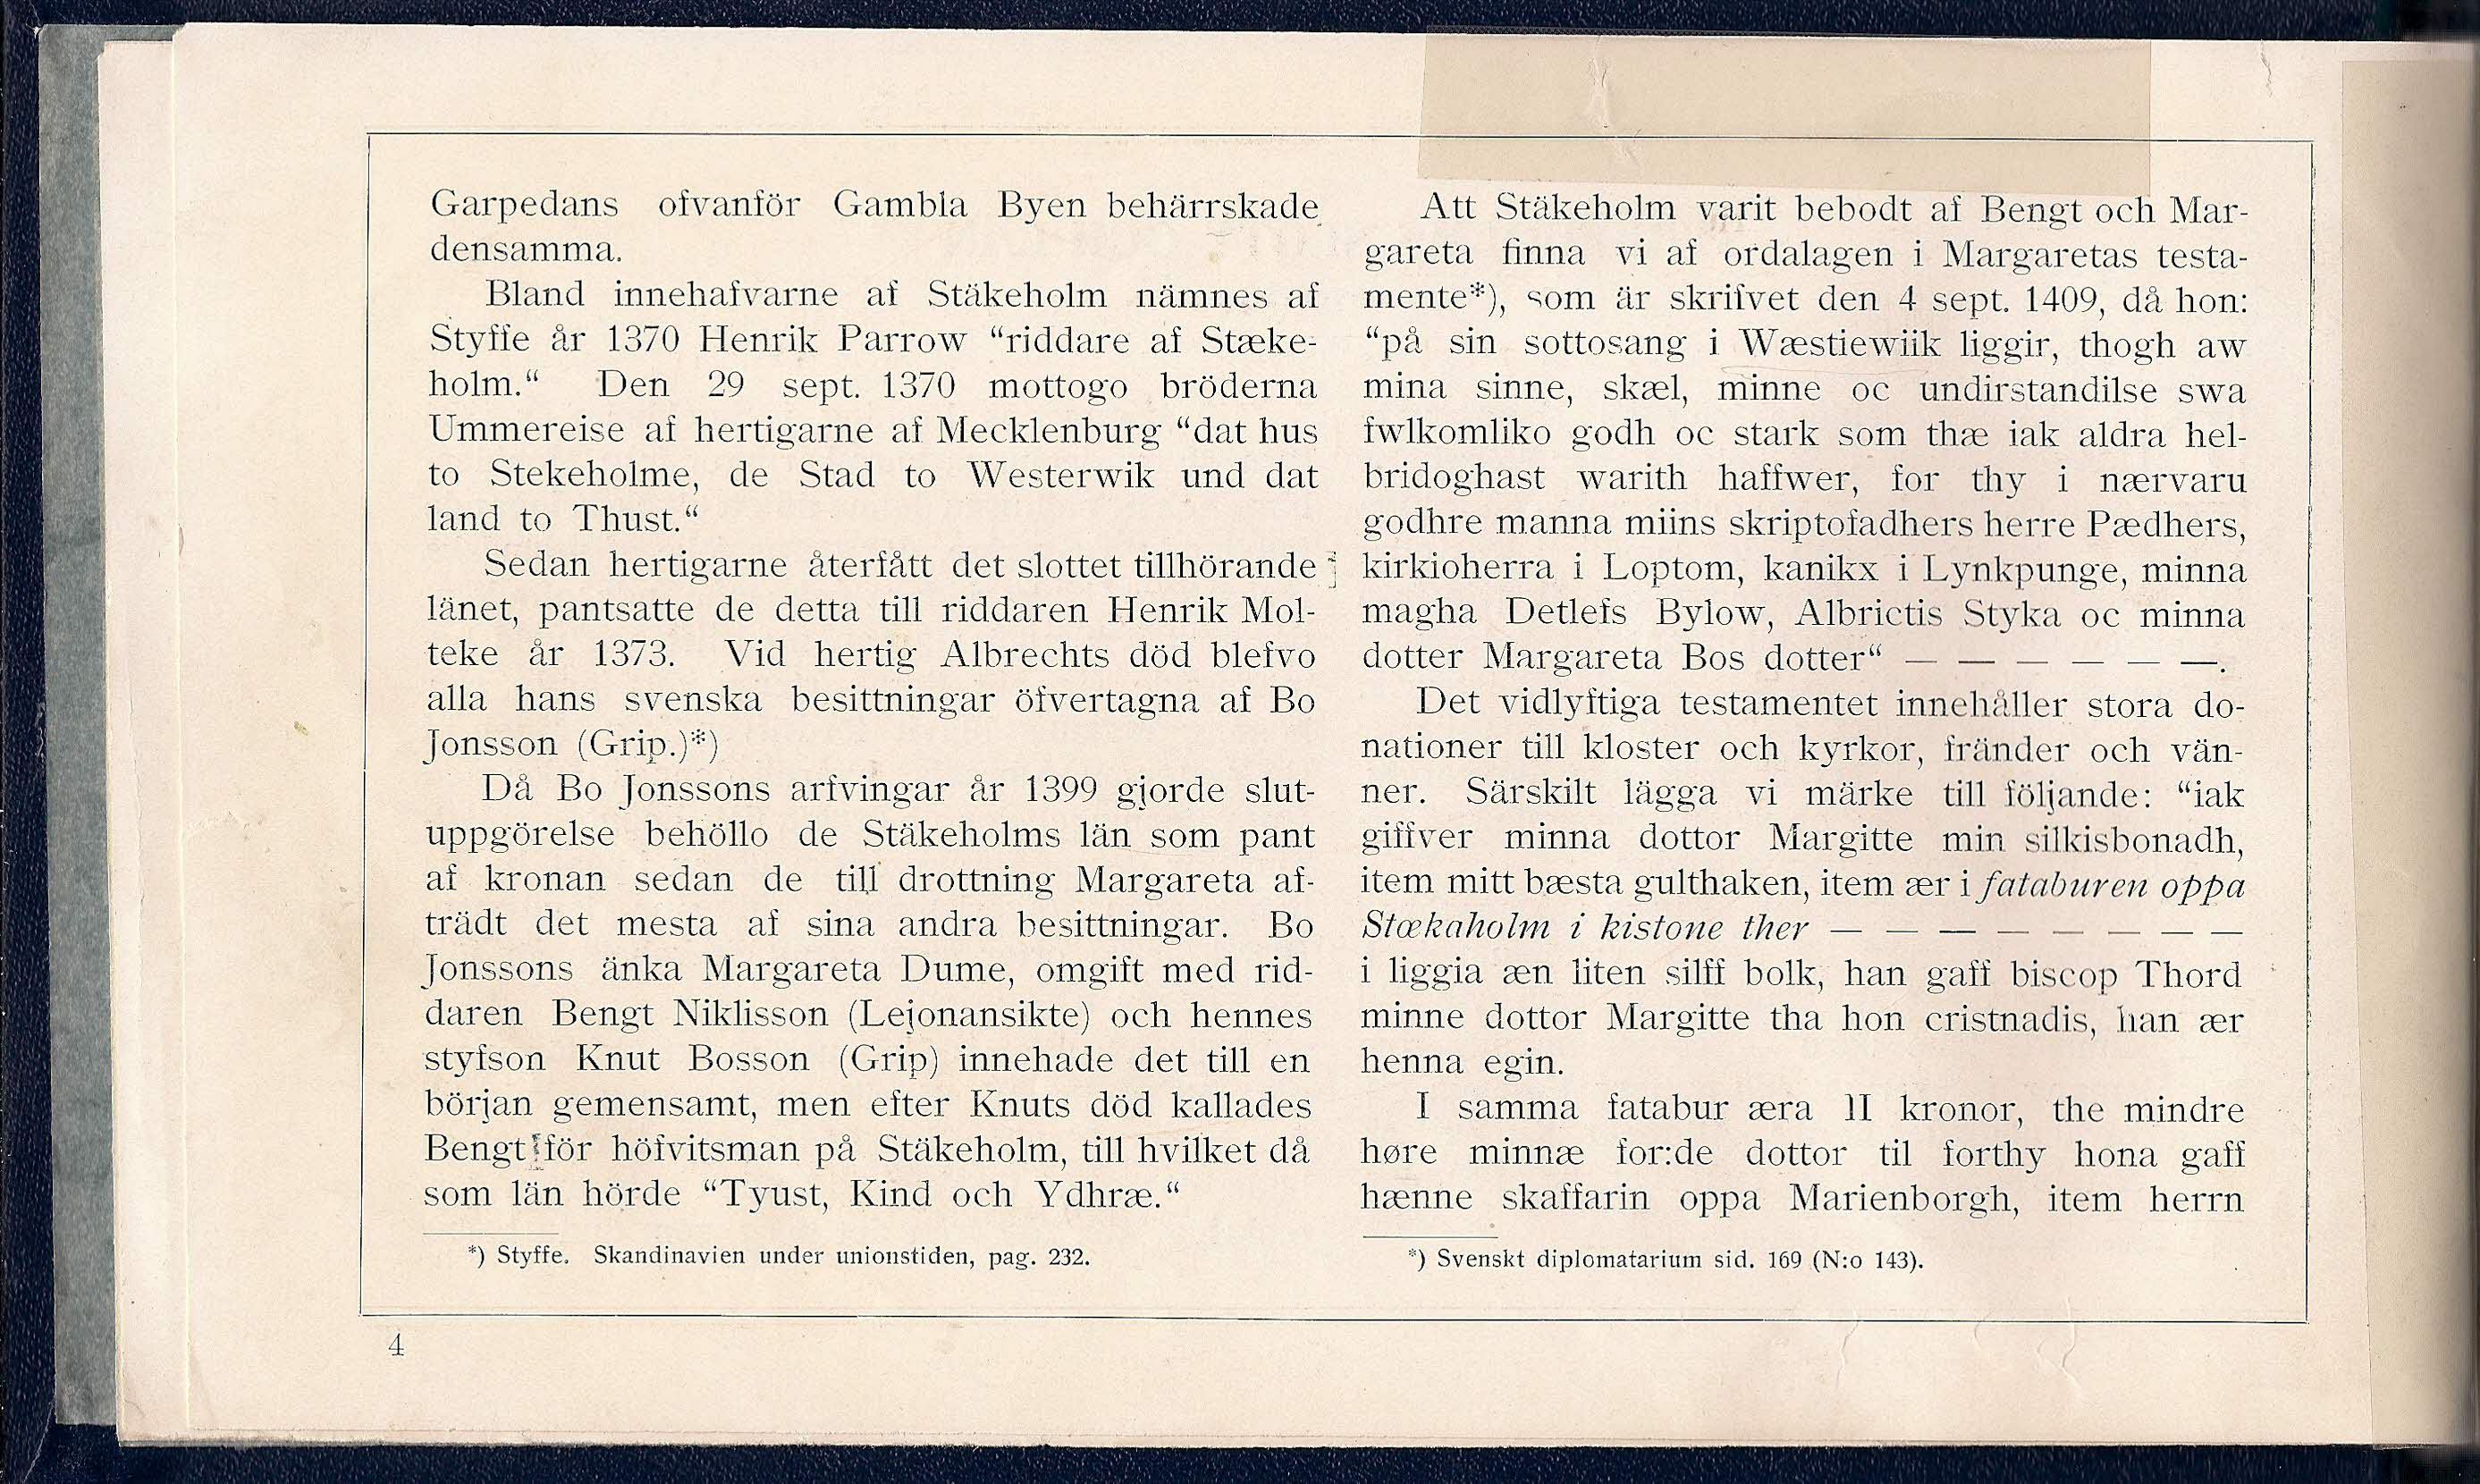 Garpedans ofvanför Gambla Byen behärrskade
densamma.
Bland innehafvarne af Stäkeholm nämnes af
Styffe år 1370 Henrik Parrow “riddare af Stæke-
holm.“ Den 29 sept. 1370 mottogo bröderna
Ummereise af hertigarne af Mecklenburg “dat hus
to Stekeholme, de Stad to Westerwik und dat
land to Thust.“
Sedan hertigarne återfått det slottet tillhörande
länet, pantsatte de detta till riddaren Henrik Mol-
teke år 1373. Vid hertig Albrechts död blefvo
alla hans svenska besittningar öfvertagna af Bo
Jonsson (Grip.)*)
Då Bo Jonssons arfvingar år 1399 gjorde slut-
uppgörelse behöllo de Stäkeholms län som pant
af kronan sedan de till drottning Margareta af-
trädt det mesta af sina andra besittningar. Bo
Jonssons änka Margareta Dume, omgift med rid-
daren Bengt Niklisson (Lejonansikte) och hennes
styfson Knut Bosson (Grip) innehade det till en
början gemensamt, men efter Knuts död kallades
Bengt för höfvitsman på Stäkeholm, till hvilket då
som län hörde “Tyust, Kind och Ydhræ.“
*) Styffe. Skandinavien under unionstiden, pag. 232.
4
Att Stäkeholm varit bebodt af Bengt och Mar-
gareta finna vi af ordalagen i Margaretas testa-
mente*), som är skrifvet den 4 sept. 1409, då hon:
“på sin sottosang i Wæstiewiik liggir, thogh aw
mina sinne, skæl, minne oc undirstandilse swa
fwlkomliko godh oc stark som thæ iak aldra hel-
bridoghast warith haffwer, for thy i nærvaru
godhre manna miins skriptofadhers herre Pædhers,
kirkioherra i Loptom, kanikx i Lynkpunge, minna
magha Detlefs Bylow, Albrictis Styka oc minna
dotter Margareta Bos dotter“ — — — — — —.
Det vidlyftiga testamentet innehåller stora do-
nationer till kloster och kyrkor, fränder och vän-
ner. Särskilt lägga vi märke till följande: “iak
giffver minna dottor Margitte min silkisbonadh,
item mitt bæsta gulthaken, item ær i fataburen oppa
Stækaholm i kistone ther — — — — — — — —
i liggia æn liten silff bolk, han gaff biscop Thord
minne dottor Margitte tha hon cristnadis, han ær
henna egin.
I samma fatabur æra II kronor, the mindre
høre minnæ for:de dottor til forthy hona gaff
hænne skaffarin oppa Marienborgh, item herrn
*) Svenskt diplomatarium sid. 169 (N:o 143).